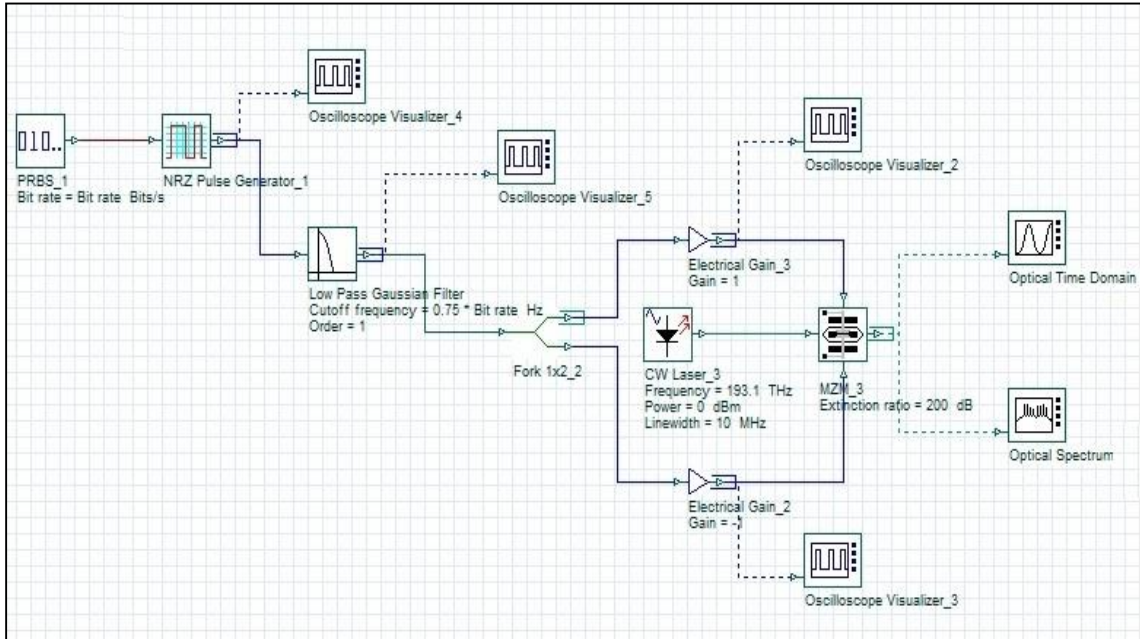 Oscilloscope Visualizer_4
010..
PRBS_1
Bit rate = Bit rate Bits/s
NRZ Pulse Generator_1
Oscilloscope Visualizer_5
Oscilloscope Visualizer_2
Low Pass Gaussian Filter
Cutoff frequency = 0.75 * Bit rate Hz
Order = 1
Electrical Gain_3
Gain = 1
Optical Time Domain
Fork 1x2_2
CW Laser_3
Frequency = 193.1 THz
Power = 0 dBm
Linewidth = 10 MHz
MZM_3
Extinction ratio = 200 dB
Optical Spectrum
Electrical Gain_2
Gain = -1
Oscilloscope Visualizer_3